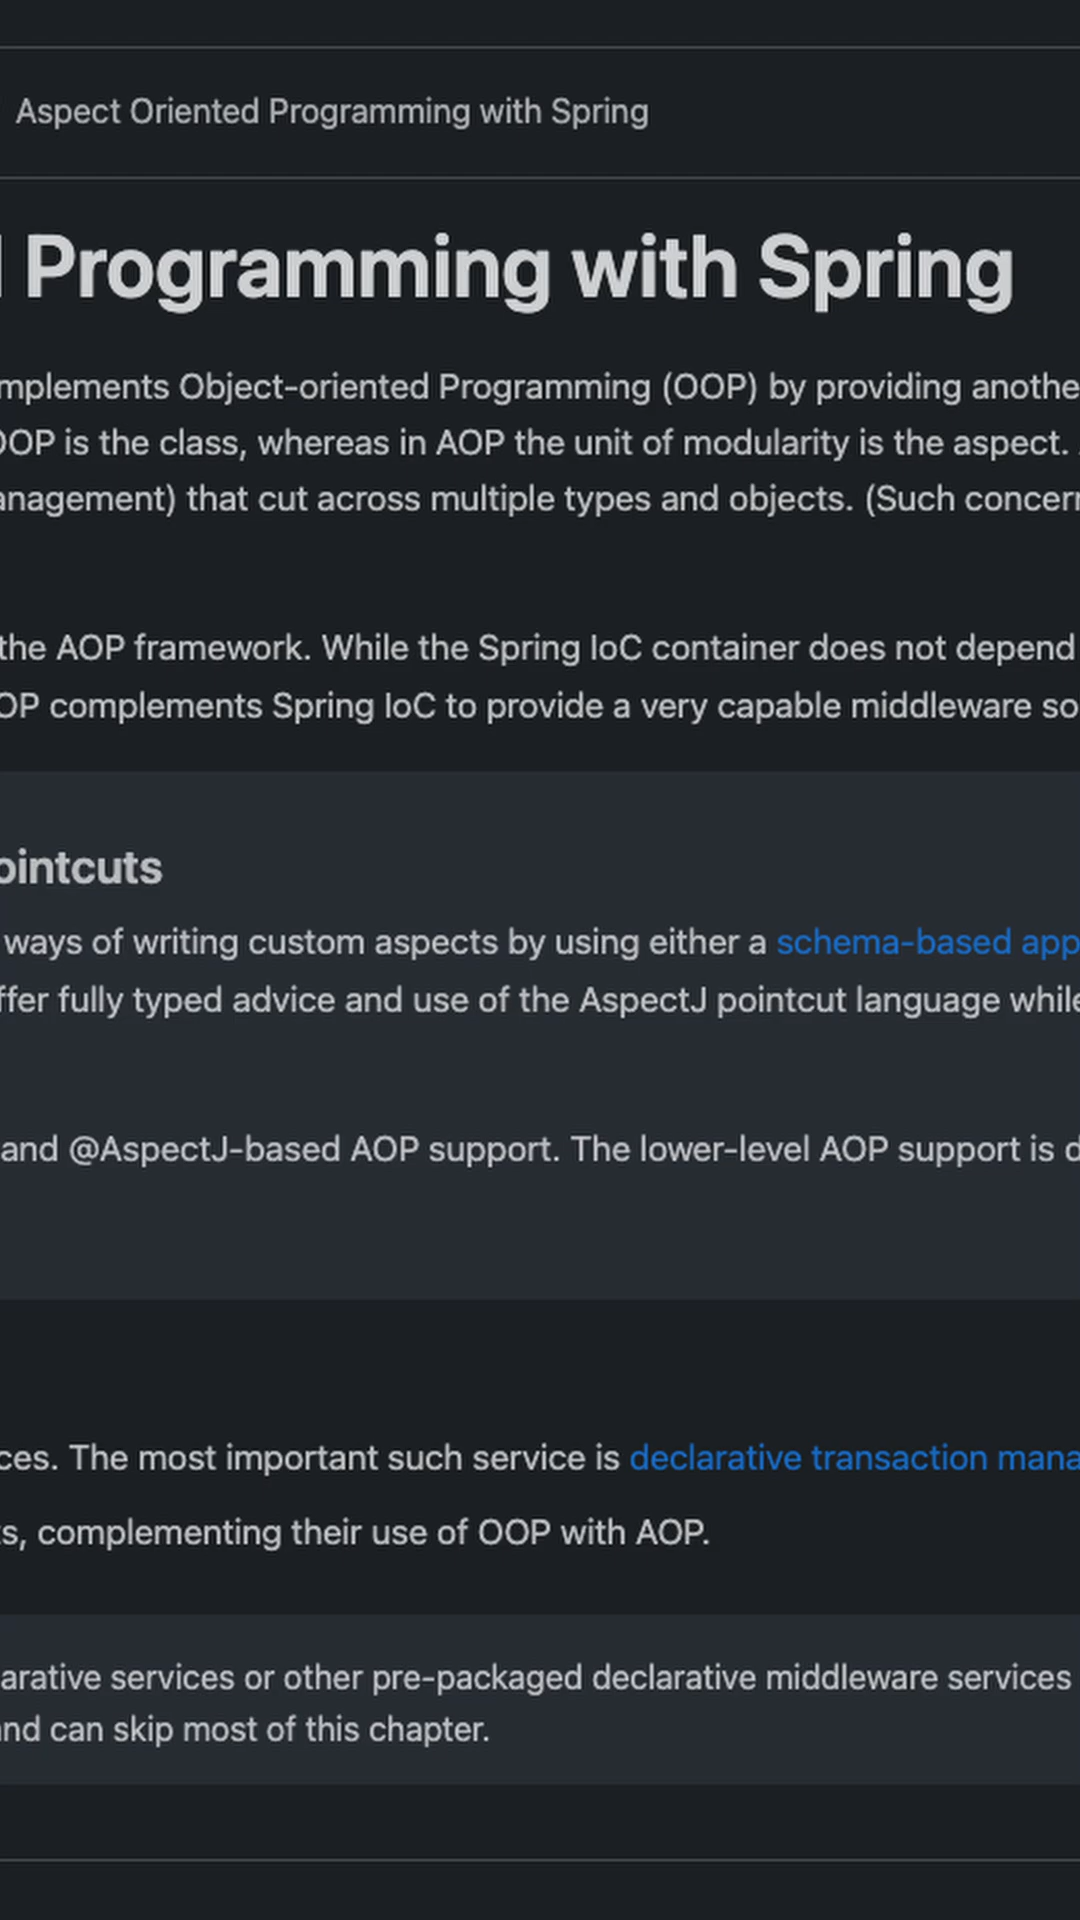 Aspect Oriented Programming with Spring
Programming with Spring
mplements Object-oriented Programming (OOP) by providing anothe
OOP is the class, whereas in AOP the unit of modularity is the aspect.
anagement) that cut across multiple types and objects. (Such concern
the AOP framework. While the Spring IoC container does not depend
OP complements Spring IoC to provide a very capable middleware so
ointcuts
ways of writing custom aspects by using either a schema-based app
ffer fully typed advice and use of the AspectJ pointcut language while
and @AspectJ-based AOP support. The lower-level AOP support is d
ces. The most important such service is declarative transaction mana
s, complementing their use of OOP with AOP.
arative services or other pre-packaged declarative middleware services
nd can skip most of this chapter.